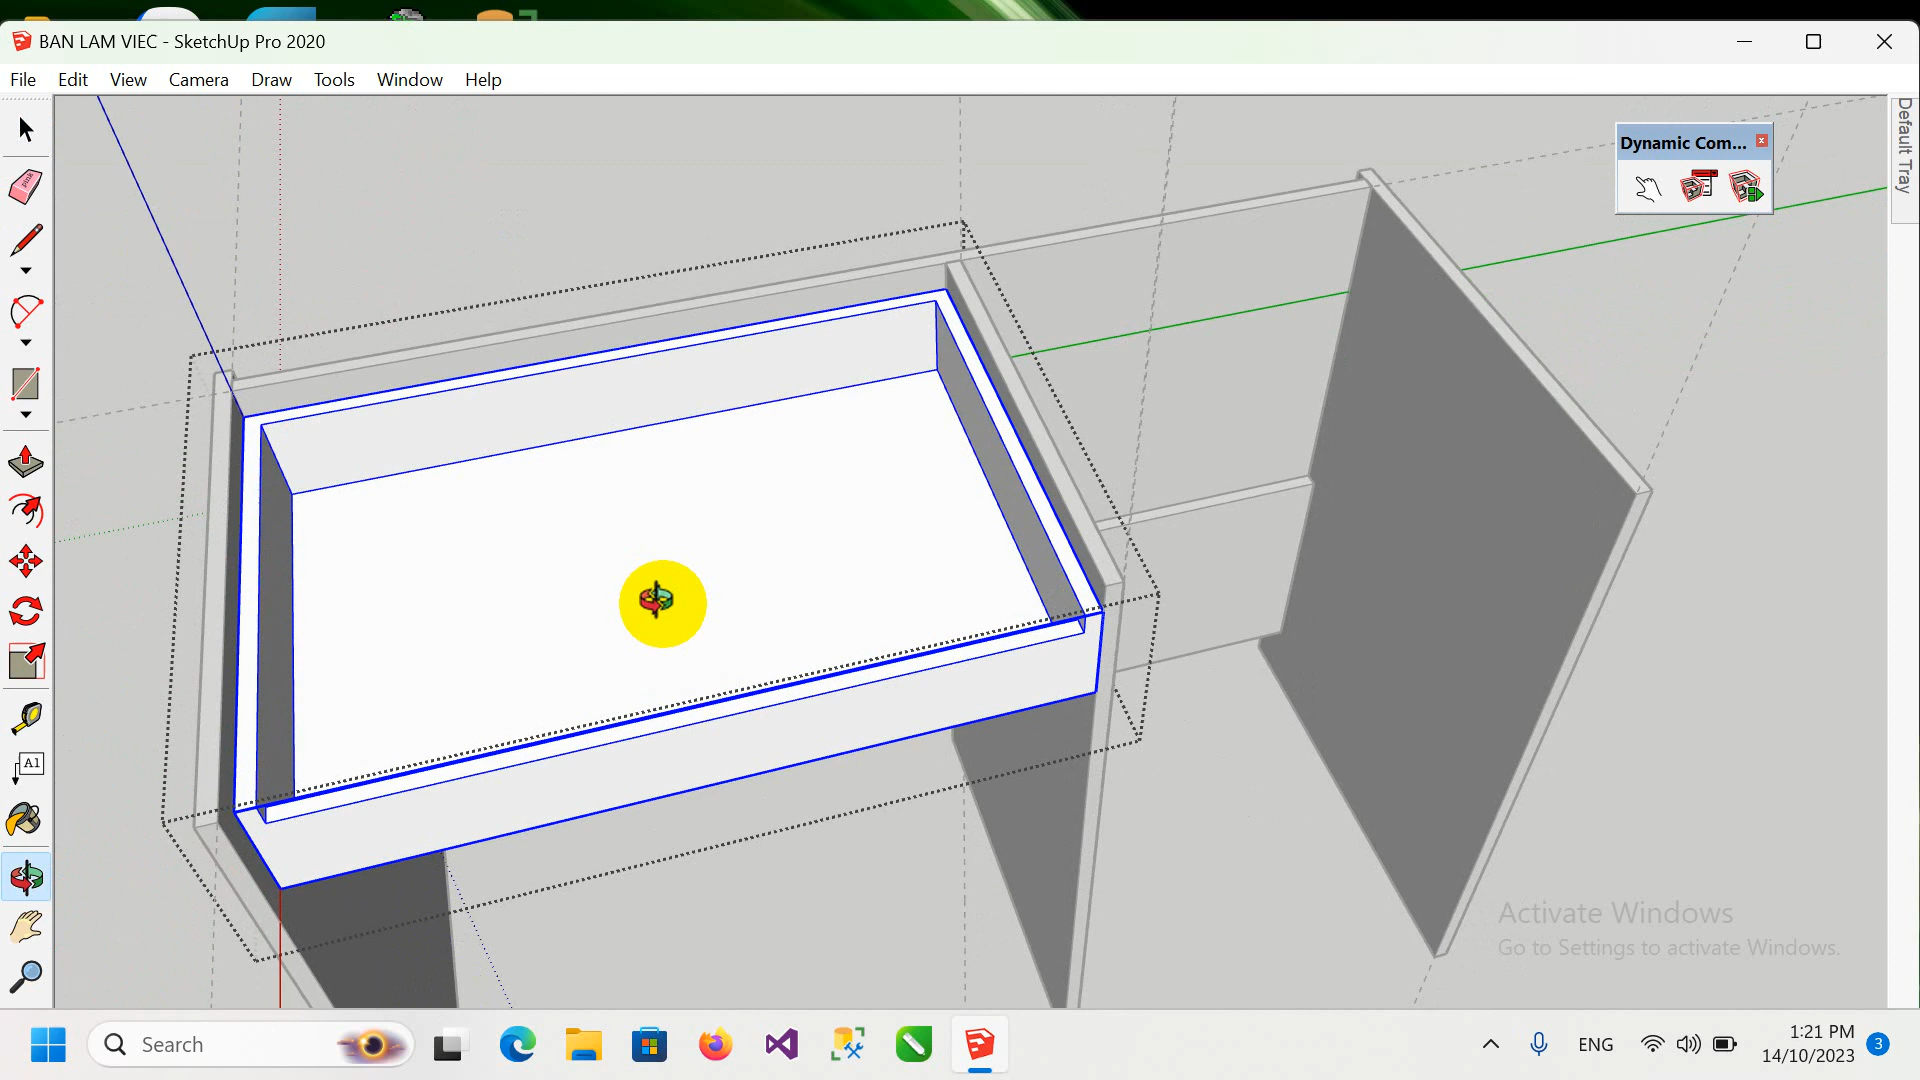 BAN LAM VIEC - SketchUp Pro 2020
File Edit View Camera Draw Tools Window Help
Default Tray
Dynamic Com...
A1
Activate Windows
Go to Settings to activate Windows.
Search
ENG
1:21 PM
14/10/2023
3